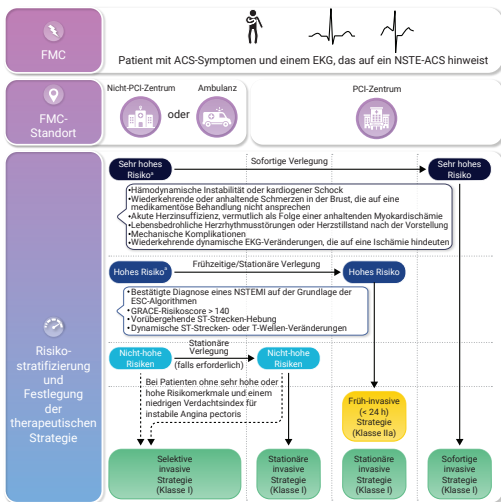 FMC
Patient mit ACS-Symptomen und einem EKG, das auf ein NSTE-ACS hinweist
FMC-
Standort
Nicht-PCI-Zentrum
oder
Ambulanz
PCI-Zentrum
Risiko-
stratifizierung
und
Festlegung
der
therapeutischen
Strategie
Sehr hohes
Risikoᵃ
Sofortige Verlegung
Sehr hohes
Risiko
•Hämodynamische Instabilität oder kardiogener Schock
•Wiederkehrende oder anhaltende Schmerzen in der Brust, die auf eine
medikamentöse Behandlung nicht ansprechen
•Akute Herzinsuffizienz, vermutlich als Folge einer anhaltenden Myokardischämie
•Lebensbedrohliche Herzrhythmusstörungen oder Herzstillstand nach der Vorstellung
•Mechanische Komplikationen
•Wiederkehrende dynamische EKG-Veränderungen, die auf eine Ischämie hindeuten
Hohes Risikoᵃ
Frühzeitige/Stationäre Verlegung
Hohes Risiko
•Bestätigte Diagnose eines NSTEMI auf der Grundlage der
ESC-Algorithmen
•GRACE-Risikoscore > 140
•Vorübergehende ST-Strecken-Hebung
•Dynamische ST-Strecken- oder T-Wellen-Veränderungen
Nicht-hohe
Risiken
Stationäre
Verlegung
(falls erforderlich)
Nicht-hohe
Risiken
Bei Patienten ohne sehr hohe oder
hohe Risikomerkmale und einem
niedrigen Verdachtsindex für
instabile Angina pectoris
Früh-invasive
(< 24 h)
Strategie
(Klasse IIa)
Selektive
invasive
Strategie
(Klasse I)
Stationäre
invasive
Strategie
(Klasse I)
Stationäre
invasive
Strategie
(Klasse I)
Sofortige
invasive
Strategie
(Klasse I)